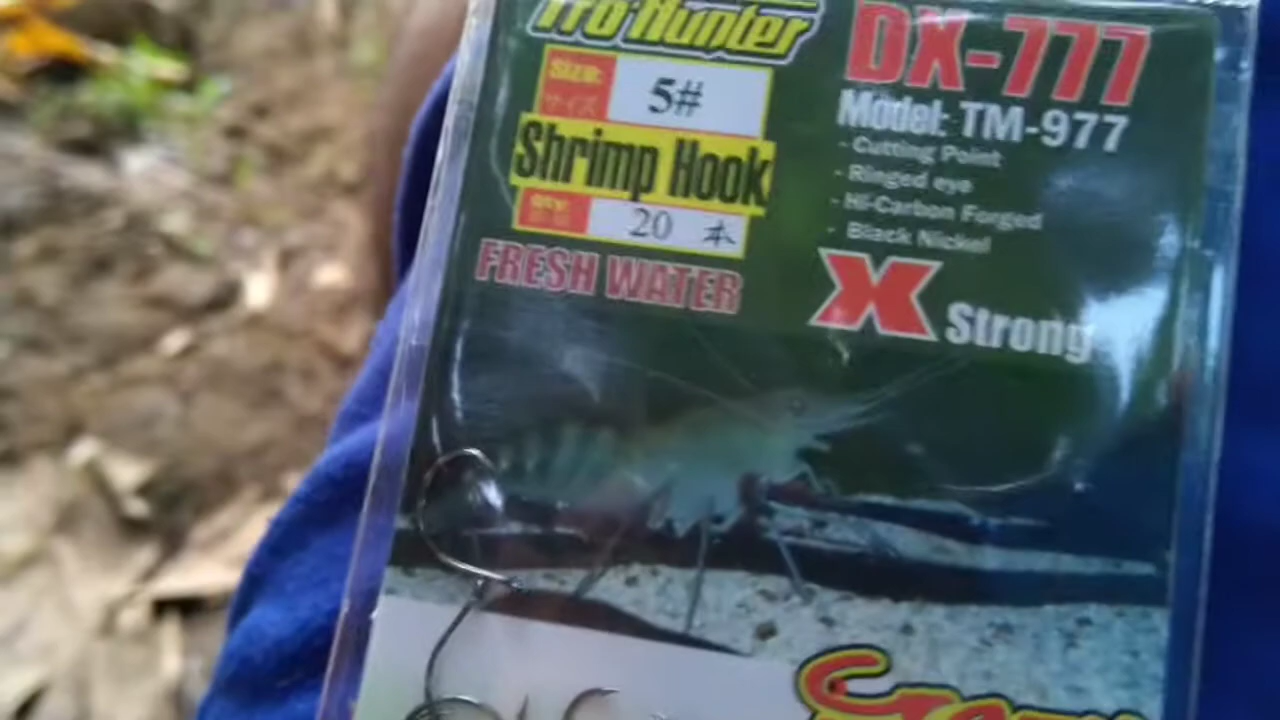 Pro Hunter
DX-777
Size: 5#
サイズ
Model: TM-977
Shrimp Hook
- Cutting Point
- Ringed eye
- Hi-Carbon Forged
- Black Nickel
Qty: 20 本
FRESH WATER
X Strong